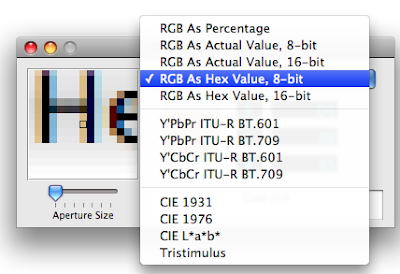 RGB As Percentage
RGB As Actual Value, 8-bit
RGB As Actual Value, 16-bit
✓ RGB As Hex Value, 8-bit
RGB As Hex Value, 16-bit
Y'PbPr ITU-R BT.601
Y'PbPr ITU-R BT.709
Y'CbCr ITU-R BT.601
Y'CbCr ITU-R BT.709
CIE 1931
CIE 1976
CIE L*a*b*
Tristimulus
He
Aperture Size